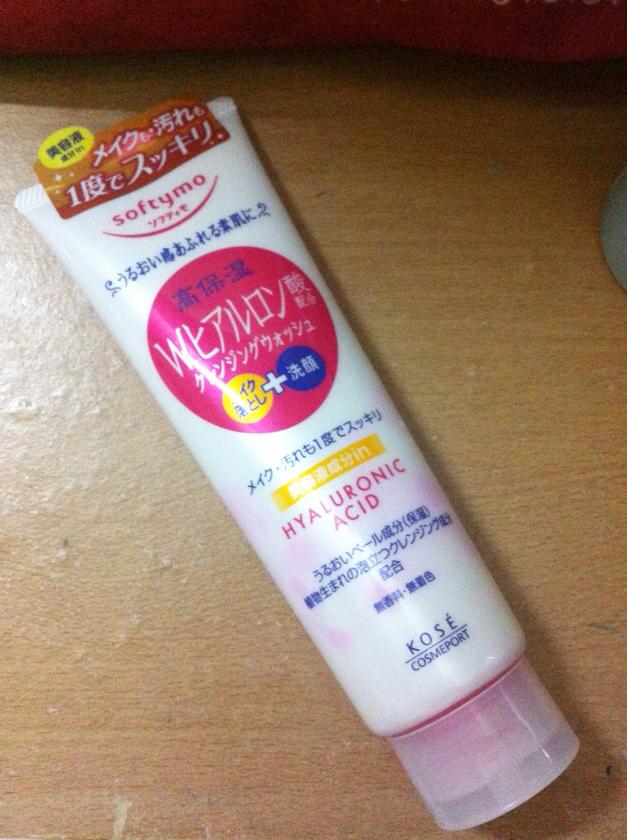 美容液
成分in
メイクも・汚れも
1度でスッキリ
softymo
ソフティモ
うるおい感あふれる素肌に
高保湿
Wヒアルロン酸
配合
クレンジングウォッシュ
メイク
落とし
+
洗顔
メイク・汚れも1度でスッキリ
美容液成分in
HYALURONIC
ACID
うるおいベール成分(保湿)
植物生まれの泡立つクレンジング成分
配合
無香料・無着色
KOSÉ
COSMEPORT